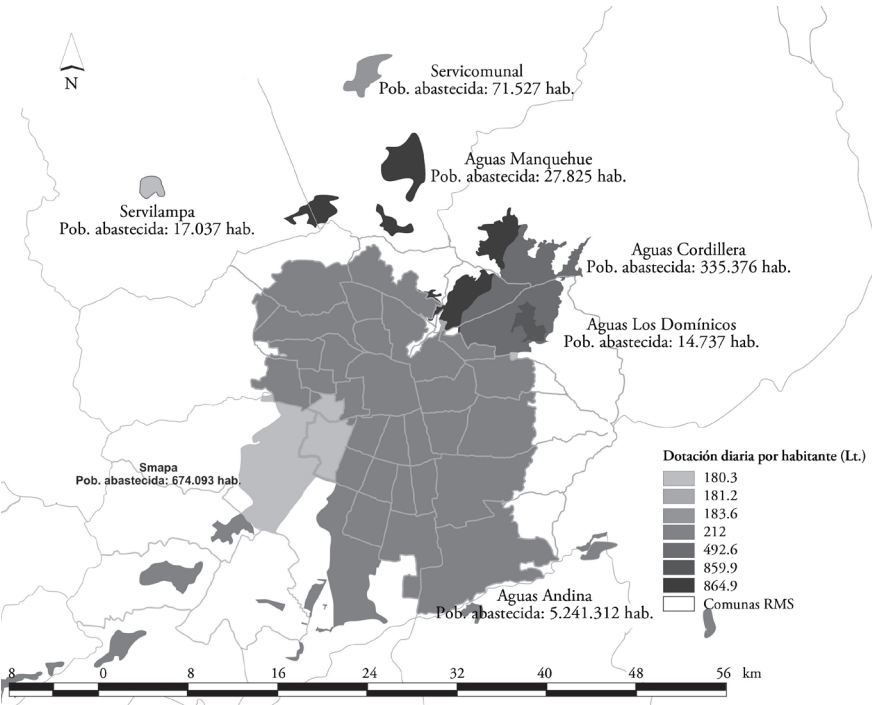 N
Servicomunal
Pob. abastecida: 71.527 hab.
Aguas Manquehue
Pob. abastecida: 27.825 hab.
Servilampa
Pob. abastecida: 17.037 hab.
Aguas Cordillera
Pob. abastecida: 335.376 hab.
Aguas Los Domínicos
Pob. abastecida: 14.737 hab.
Smapa
Pob. abastecida: 674.093 hab.
Dotación diaria por habitante (Lt.)
180.3
181.2
183.6
212
492.6
859.9
864.9
Comunas RMS
Aguas Andina
Pob. abastecida: 5.241.312 hab.
8 0 8 16 24 32 40 48 56 km